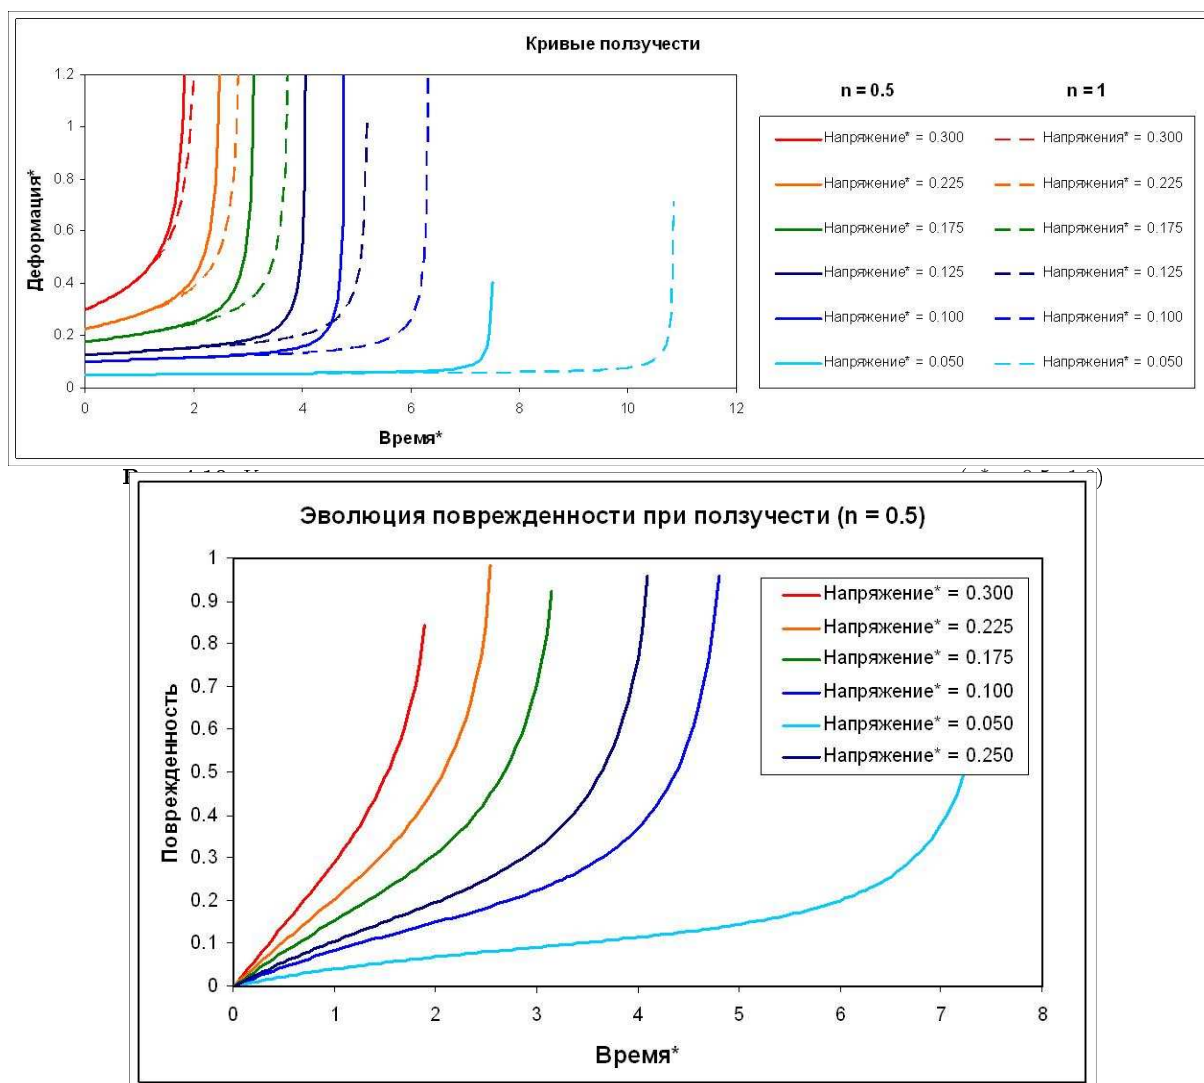 Кривые ползучести
n = 0.5 n = 1
1.2
1
0.8
0.6
0.4
0.2
0
Деформация*
0 2 4 6 8 10 12
Время*
Напряжение* = 0.300 Напряжения* = 0.300
Напряжение* = 0.225 Напряжения* = 0.225
Напряжение* = 0.175 Напряжения* = 0.175
Напряжение* = 0.125 Напряжения* = 0.125
Напряжение* = 0.100 Напряжения* = 0.100
Напряжение* = 0.050 Напряжения* = 0.050
Эволюция поврежденности при ползучести (n = 0.5)
1
0.9
0.8
0.7
0.6
0.5
0.4
0.3
0.2
0.1
0
Поврежденность
0 1 2 3 4 5 6 7 8
Время*
Напряжение* = 0.300
Напряжение* = 0.225
Напряжение* = 0.175
Напряжение* = 0.100
Напряжение* = 0.050
Напряжение* = 0.250